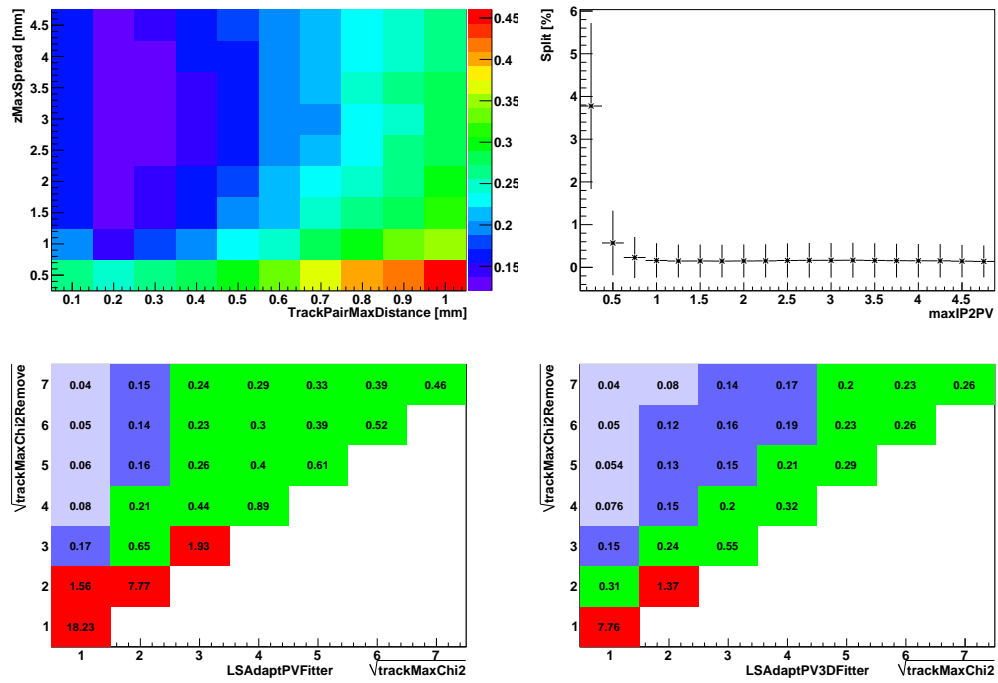 zMaxSpread [mm]
4.5
4
3.5
3
2.5
2
1.5
1
0.5
0.1 0.2 0.3 0.4 0.5 0.6 0.7 0.8 0.9 1
TrackPairMaxDistance [mm]
0.45
0.4
0.35
0.3
0.25
0.2
0.15
Split [%]
6
5
4
3
2
1
0
0.5 1 1.5 2 2.5 3 3.5 4 4.5
maxIP2PV
√trackMaxChi2Remove
7 0.04 0.15 0.24 0.29 0.33 0.39 0.46
6 0.05 0.14 0.23 0.3 0.39 0.52
5 0.06 0.16 0.26 0.4 0.61
4 0.08 0.21 0.44 0.89
3 0.17 0.65 1.93
2 1.56 7.77
1 18.23
1 2 3 4 5 6 7
LSAdaptPVFitter √trackMaxChi2
√trackMaxChi2Remove
7 0.04 0.08 0.14 0.17 0.2 0.23 0.26
6 0.05 0.12 0.16 0.19 0.23 0.26
5 0.054 0.13 0.15 0.21 0.29
4 0.076 0.15 0.2 0.32
3 0.15 0.24 0.55
2 0.31 1.37
1 7.76
1 2 3 4 5 6 7
LSAdaptPV3DFitter √trackMaxChi2